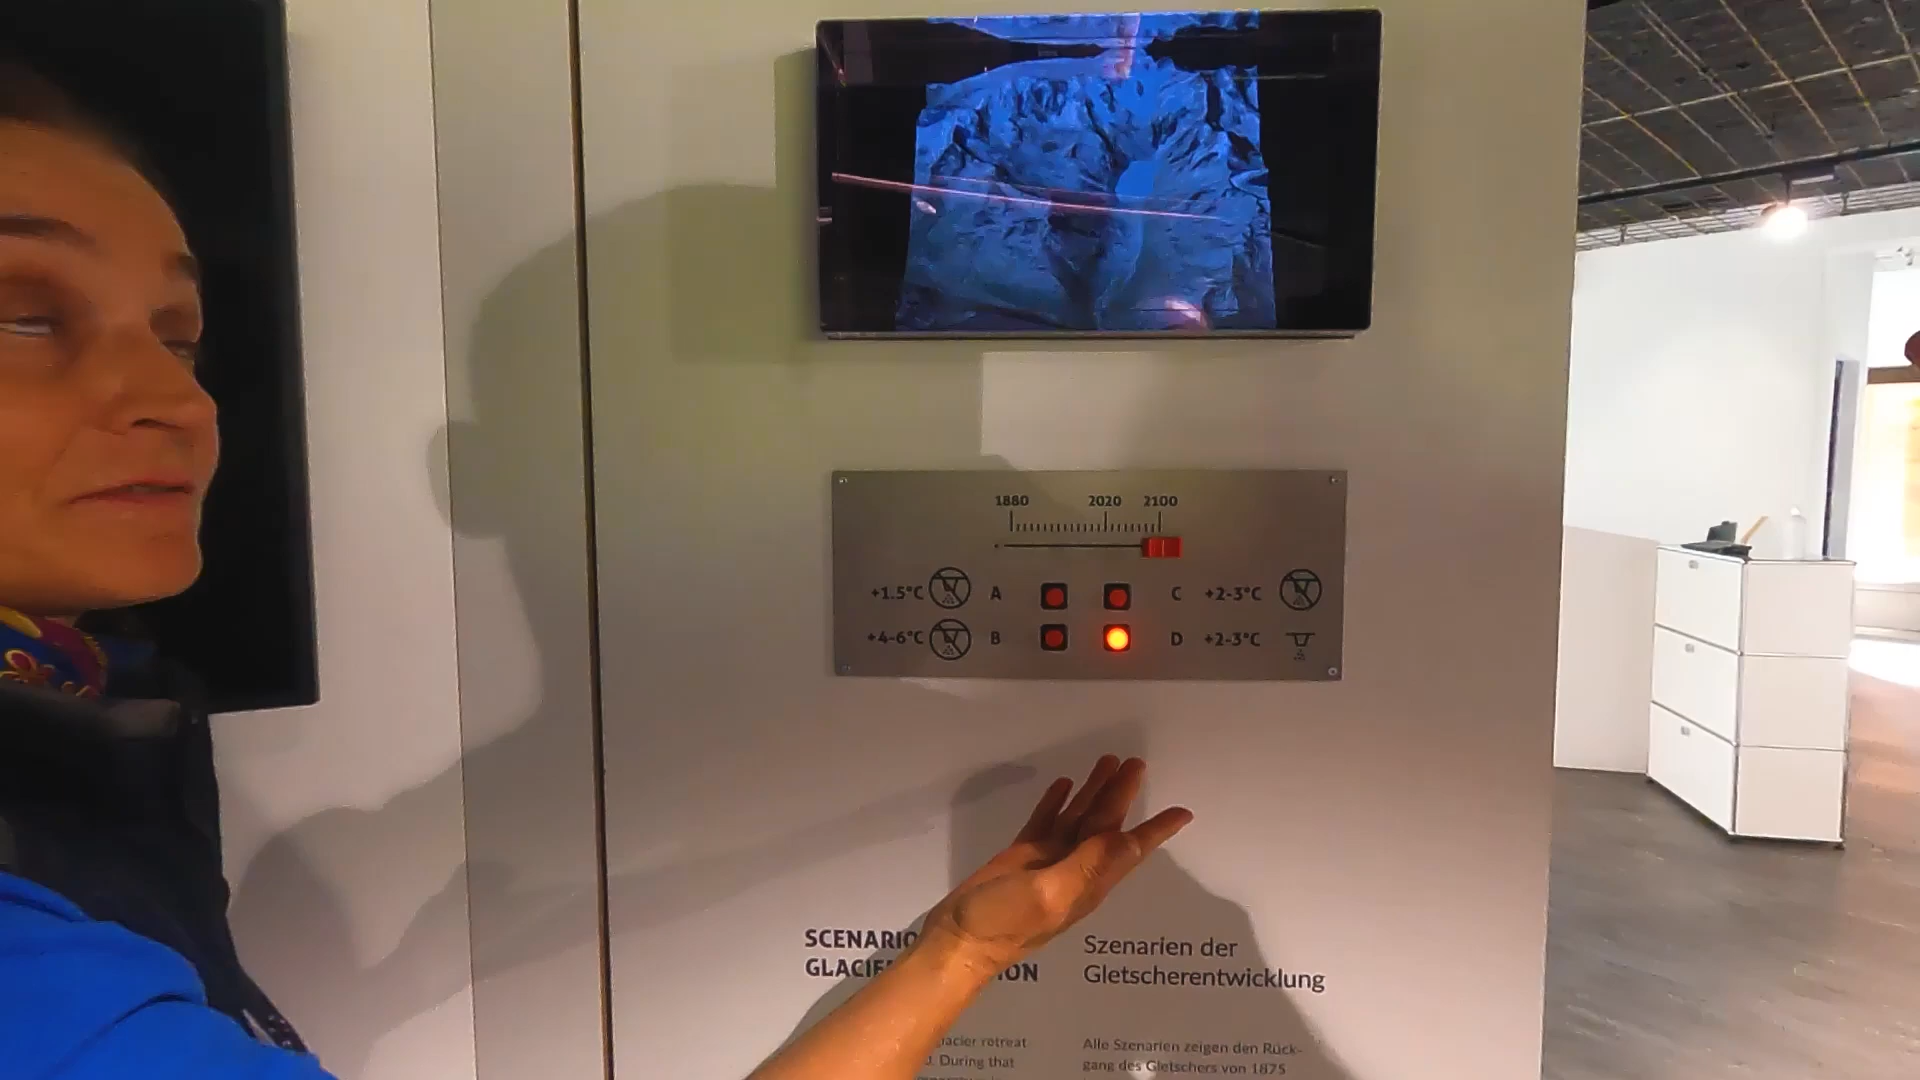 1880 2020 2100
+1.5°C A C +2-3°C
+4-6°C B D +2-3°C
SCENARIO
GLACIE ION
Szenarien der
Gletscherentwicklung
lacier retreat
d. During that
Alle Szenarien zeigen den Rück-
gang des Gletschers von 1875